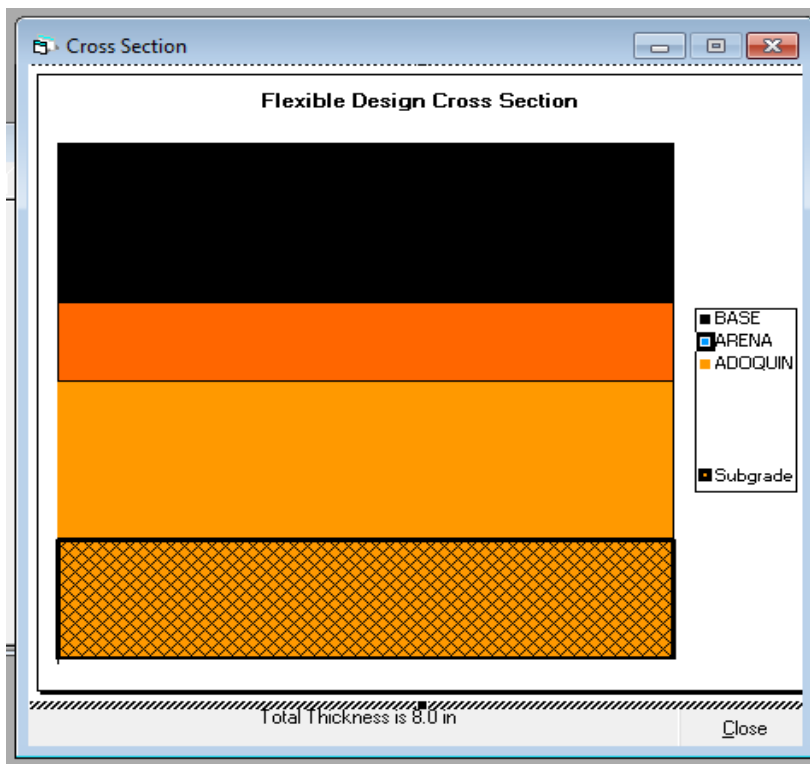 Cross Section
Flexible Design Cross Section
BASE
ARENA
ADOQUIN
Subgrade
Total Thickness is 8.0 in
Close